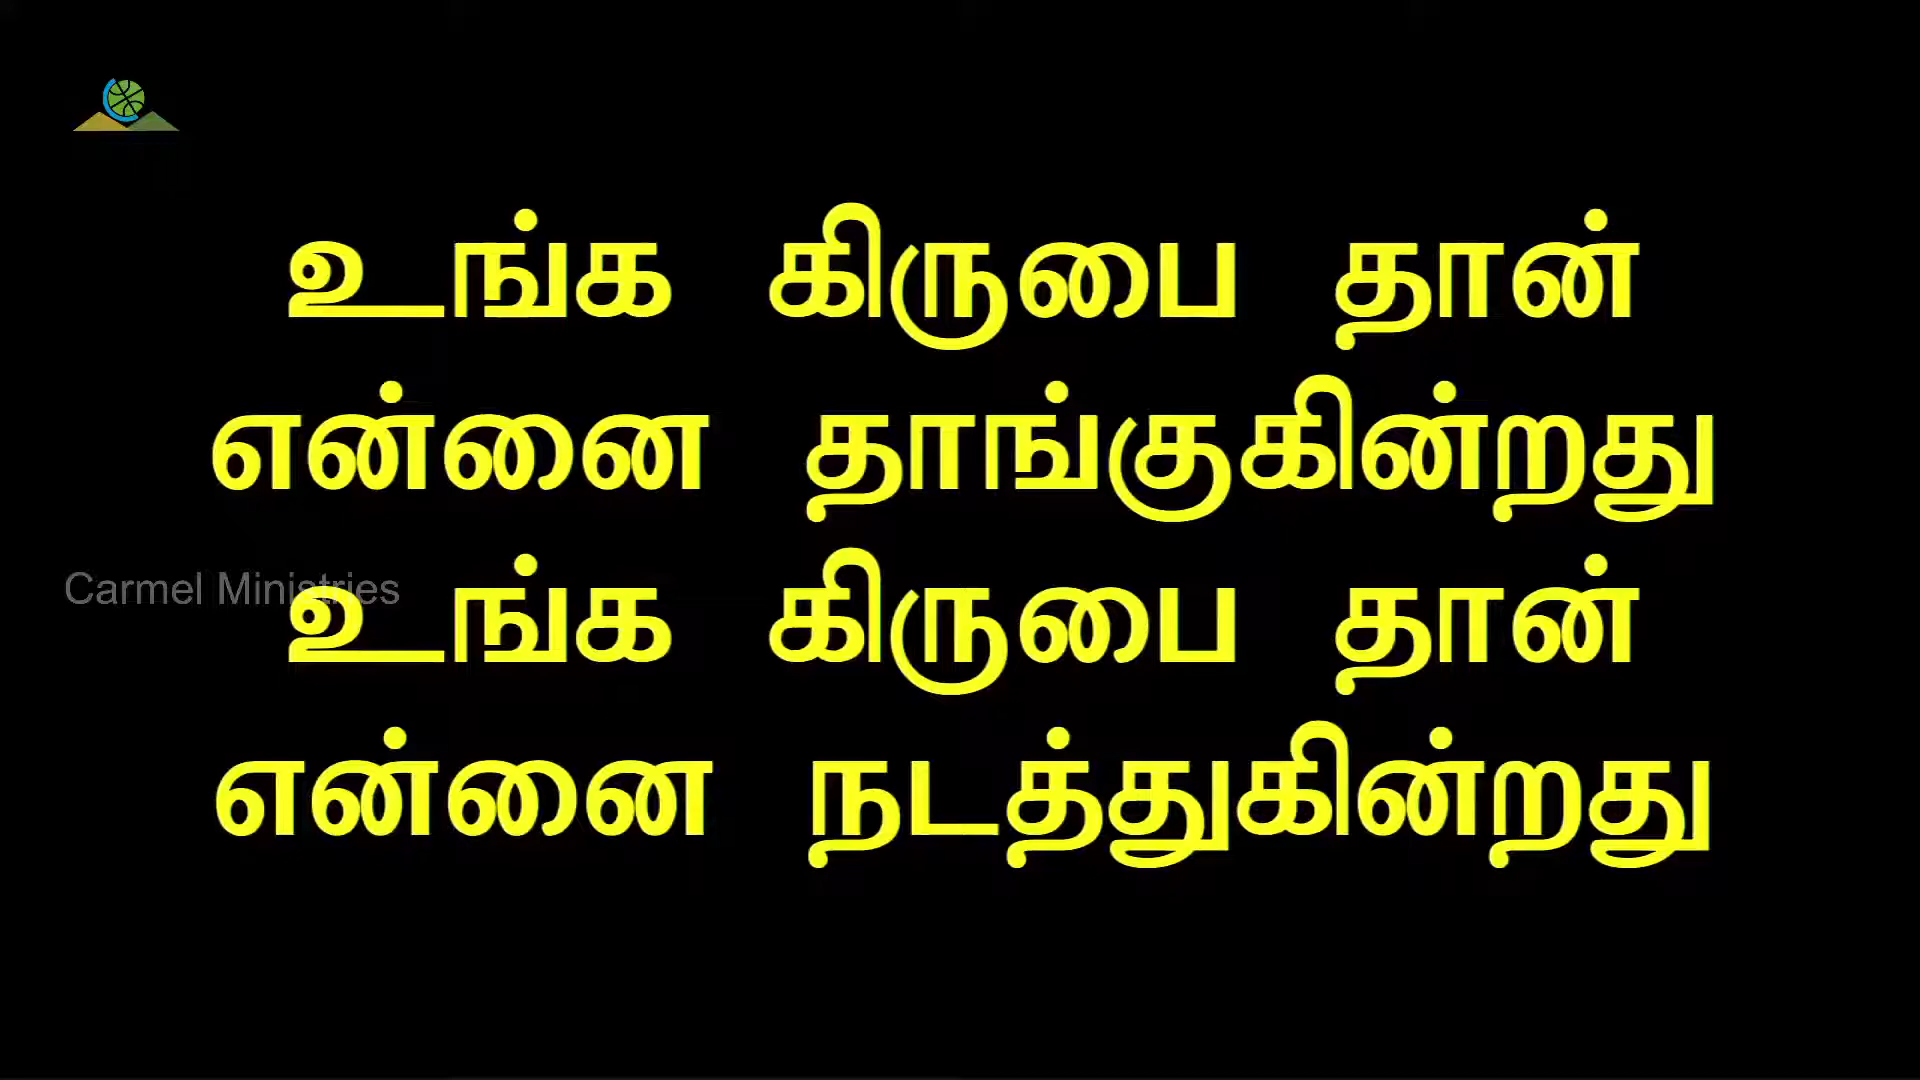 உங்க கிருபை தான்
என்னை தாங்குகின்றது
Carmel Ministries
உங்க கிருபை தான்
என்னை நடத்துகின்றது